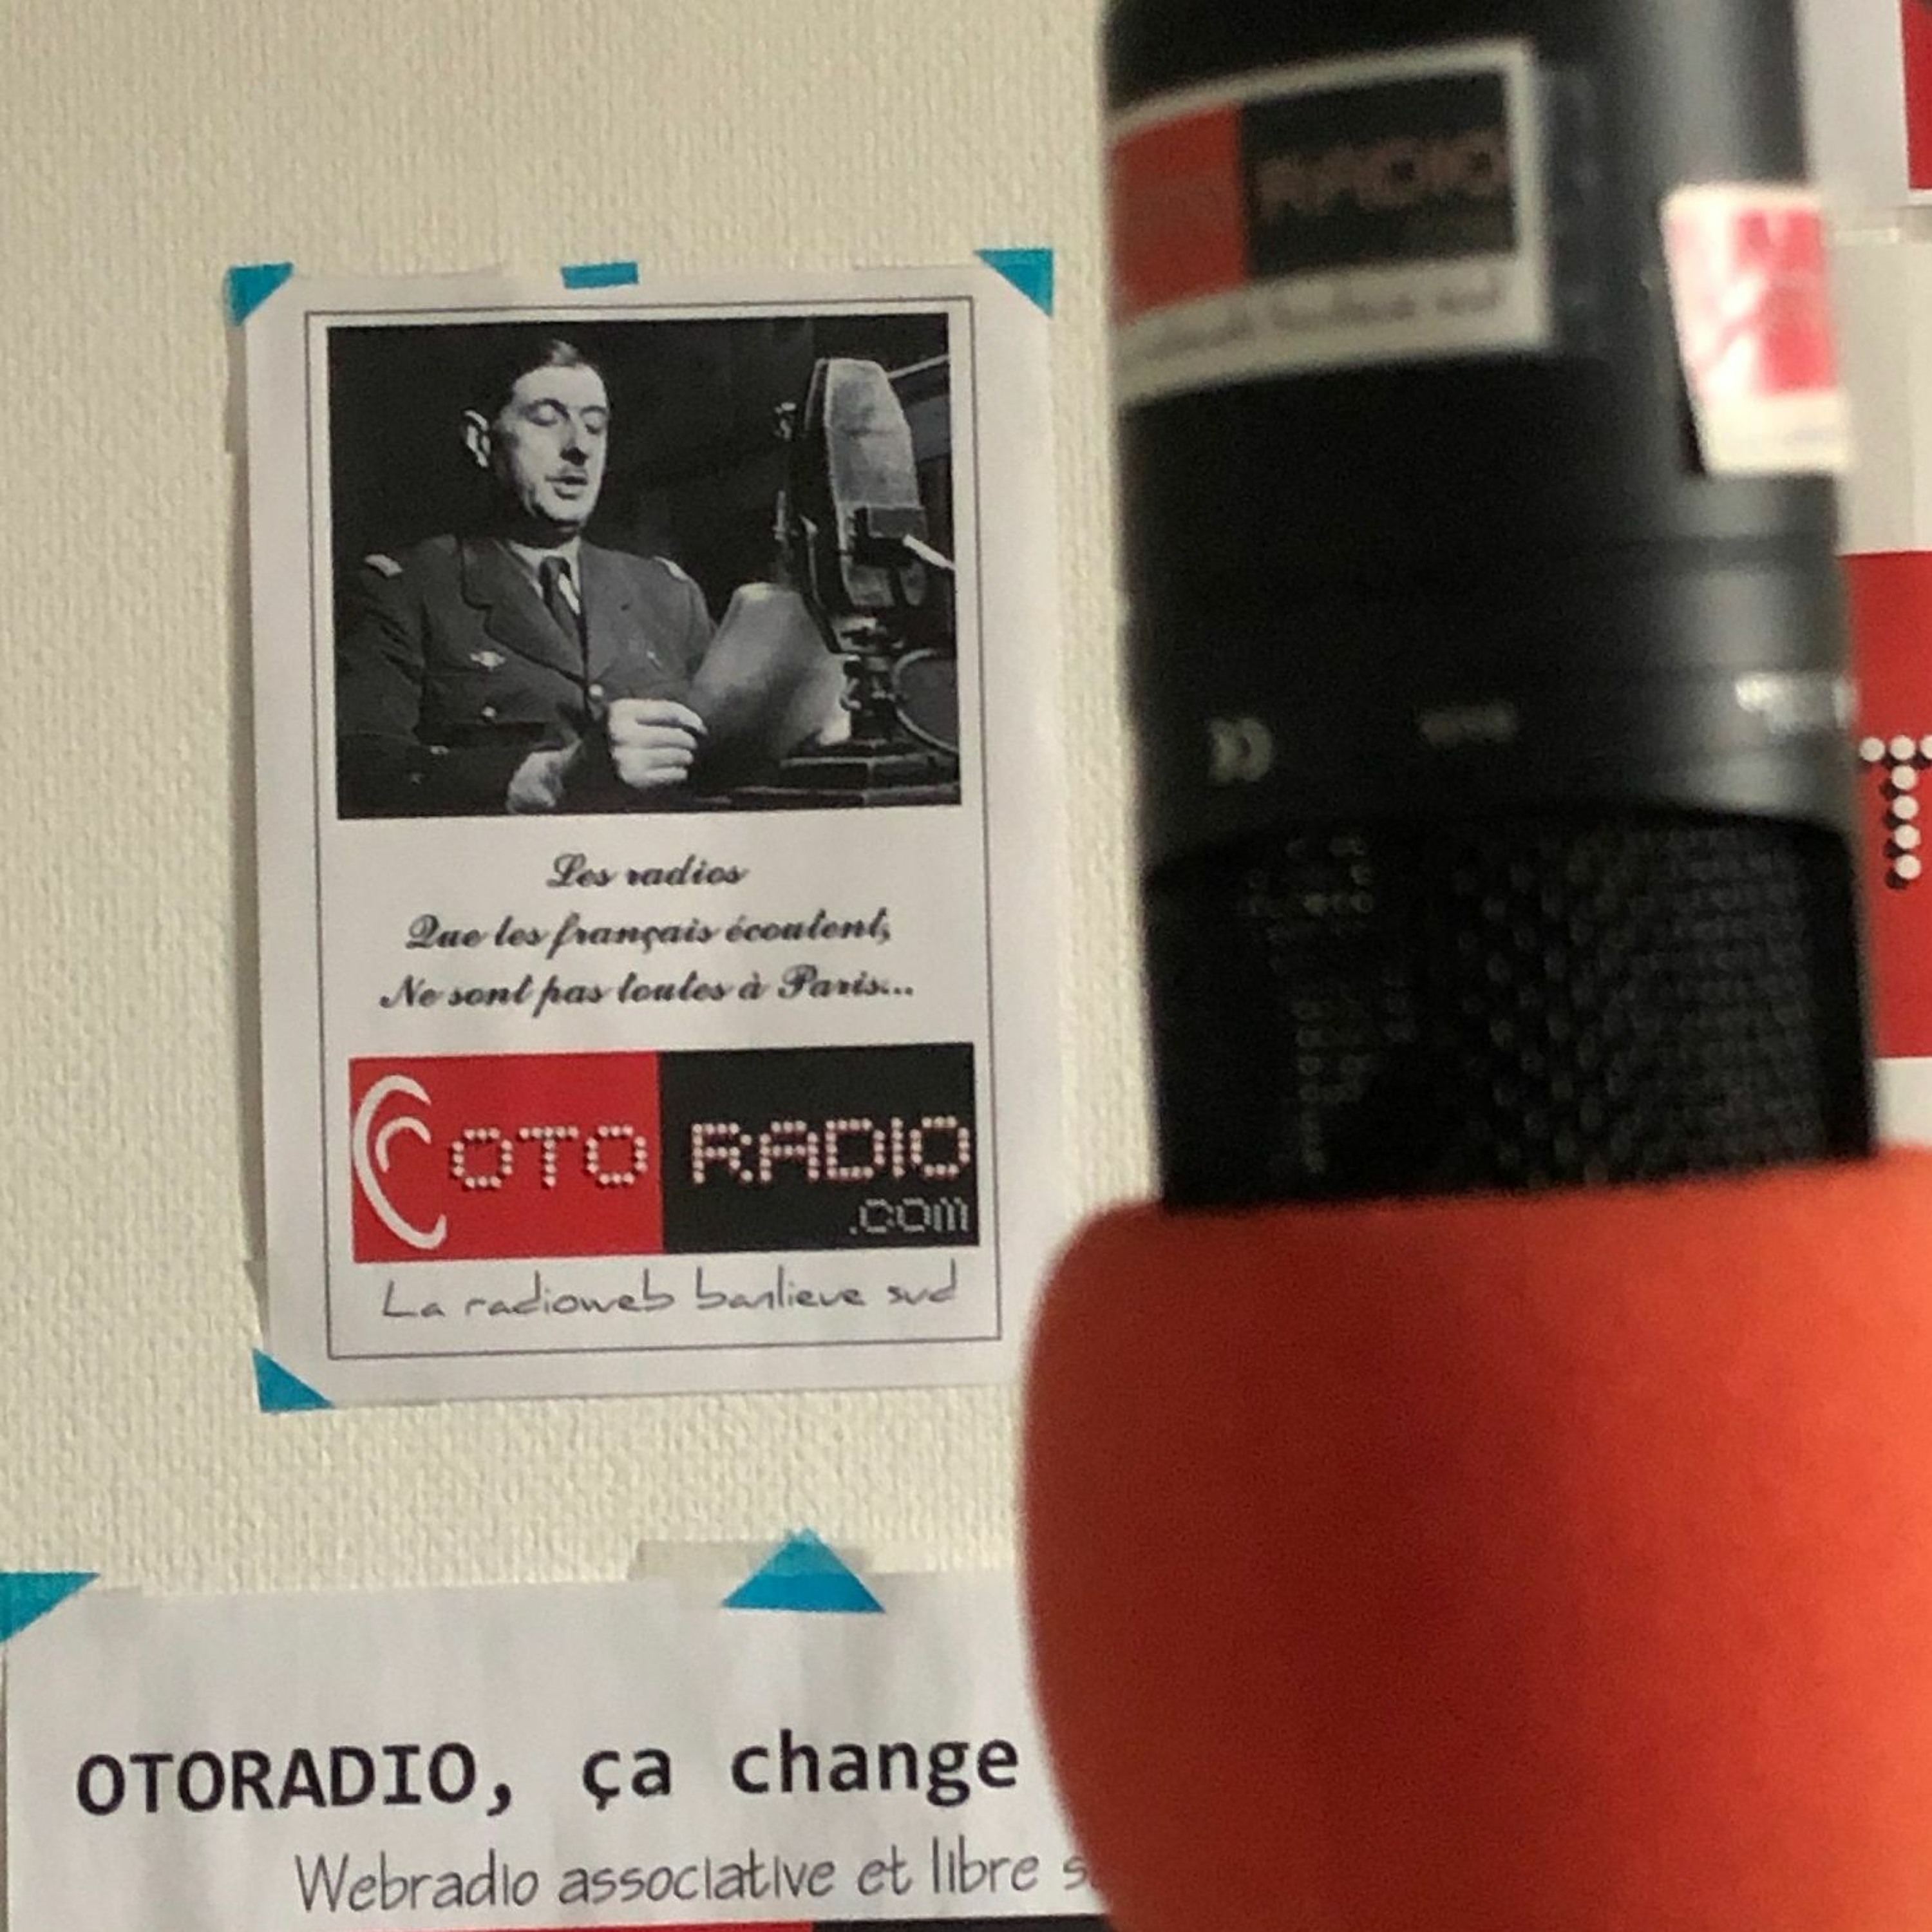 Les radios
Que les français écoutent,
Ne sont pas toutes à Paris...
OTO RADIO
.com
La radioweb banlieue sud
RADIO
T
OTORADIO, ça change
Webradio associative et libre